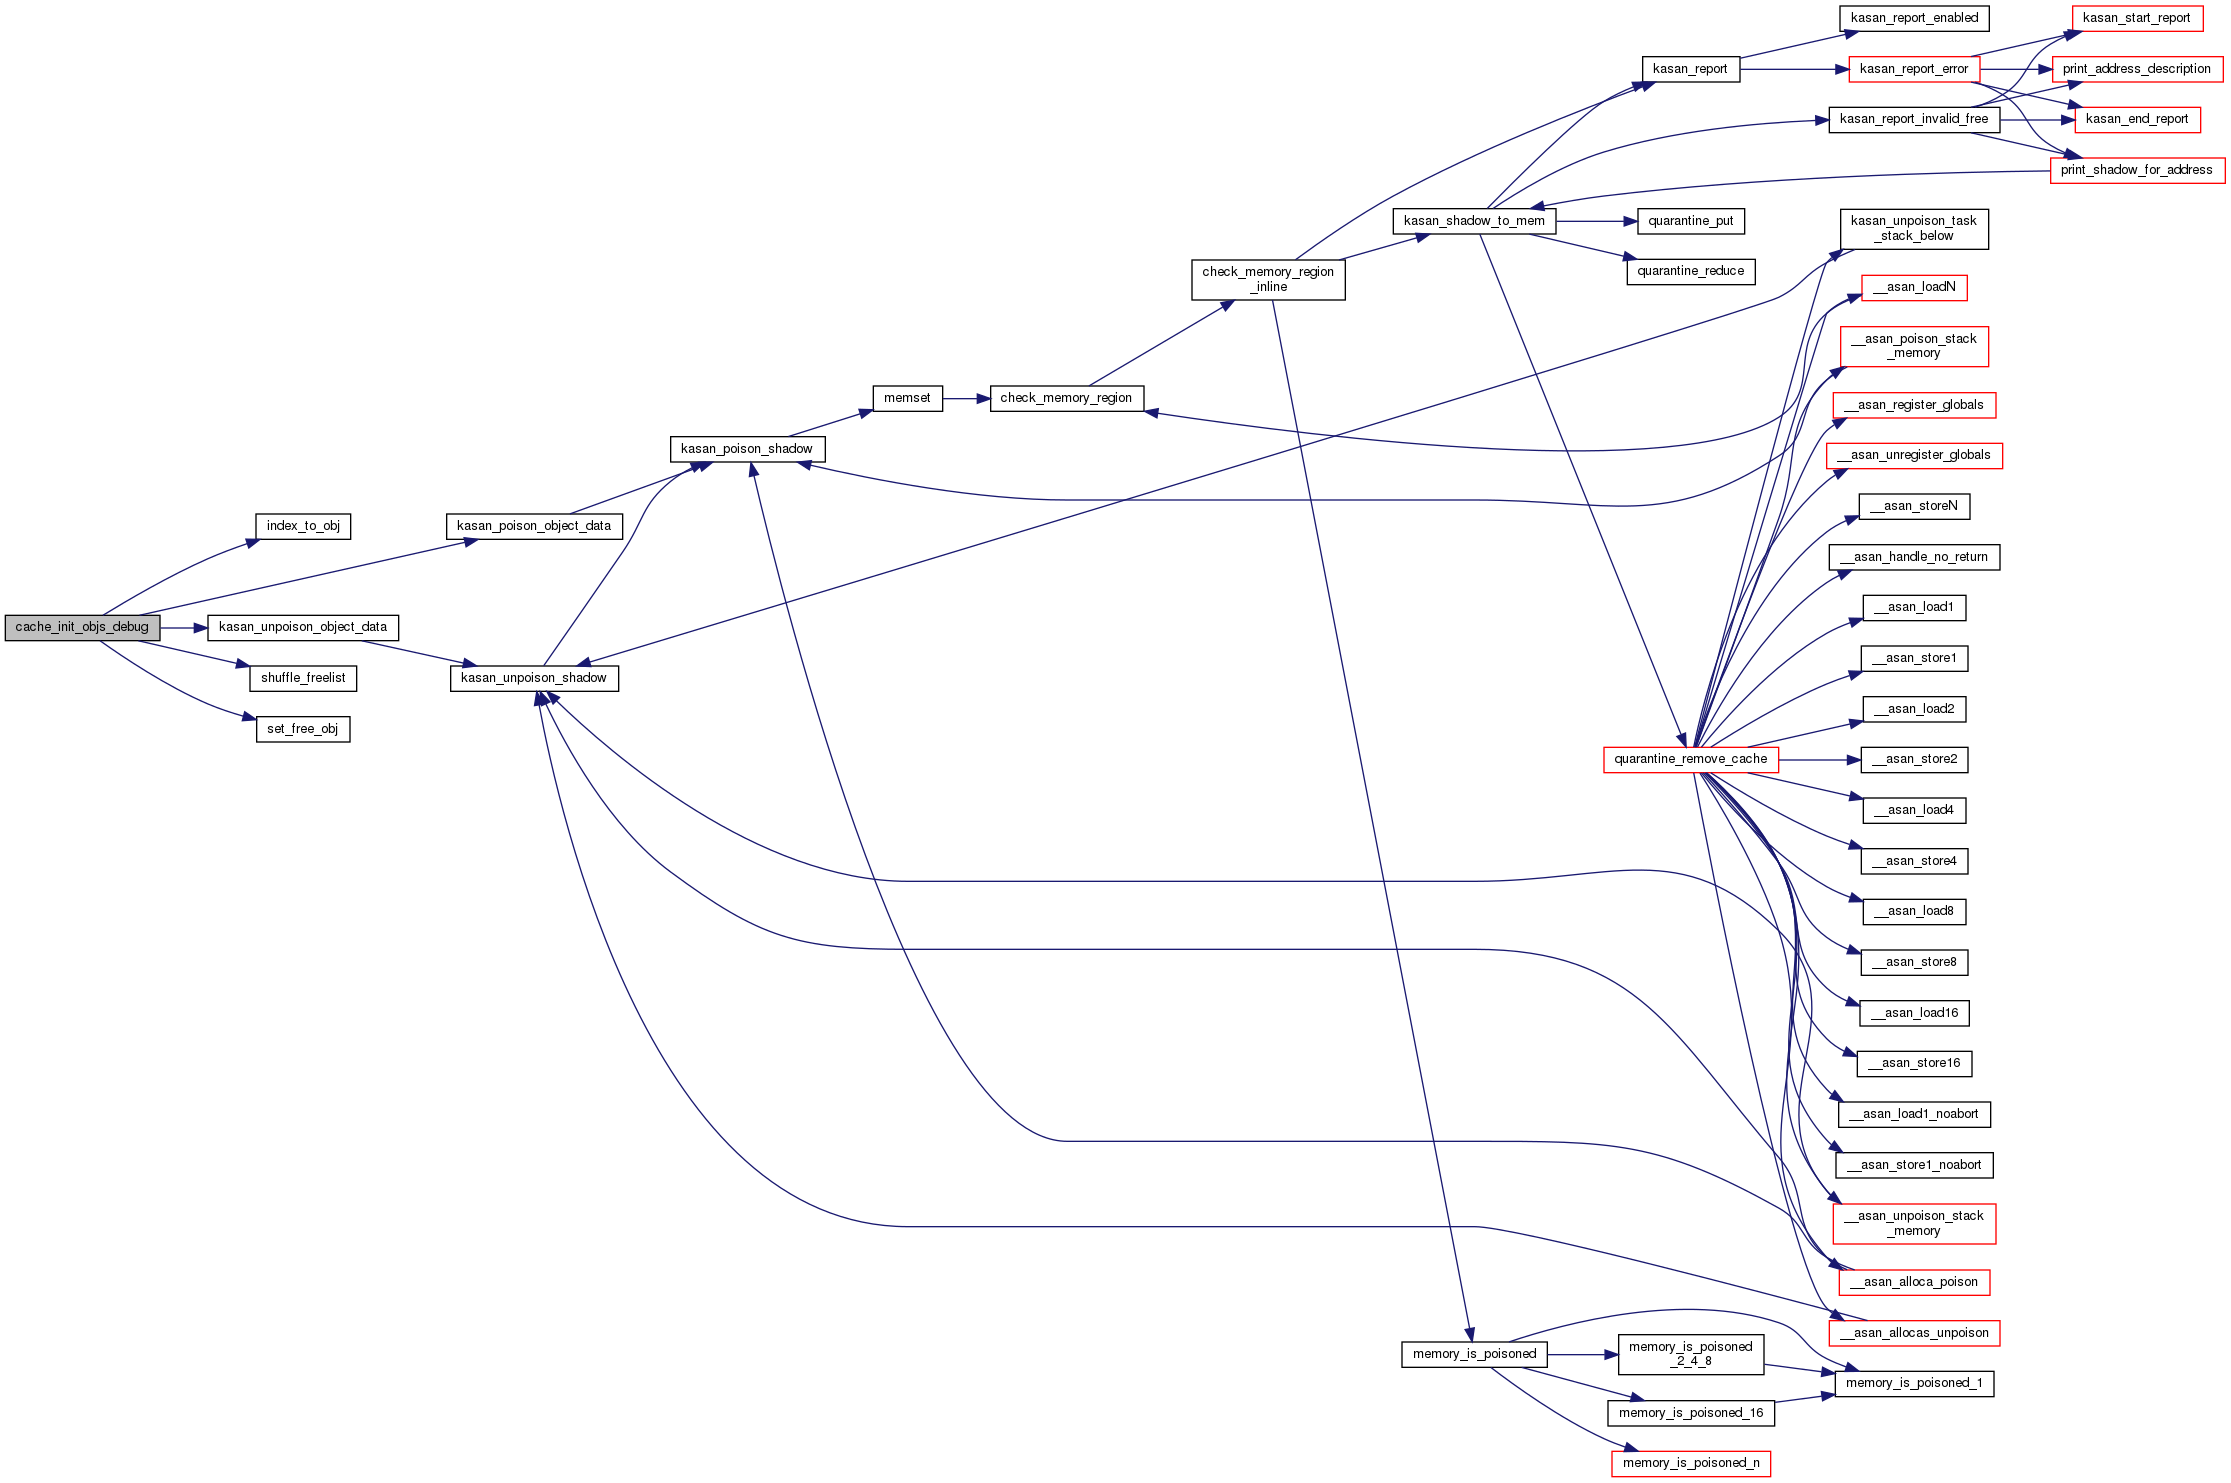 cache_init_objs_debug
index_to_obj
kasan_poison_object_data
kasan_unpoison_object_data
shuffle_freelist
set_free_obj
kasan_unpoison_shadow
kasan_poison_shadow
memset
check_memory_region
check_memory_region
_inline
kasan_report
kasan_shadow_to_mem
quarantine_put
quarantine_reduce
quarantine_remove_cache
memory_is_poisoned
memory_is_poisoned
_2_4_8
memory_is_poisoned_16
memory_is_poisoned_n
kasan_report_enabled
kasan_report_error
kasan_report_invalid_free
kasan_start_report
print_address_description
kasan_end_report
print_shadow_for_address
kasan_unpoison_task
_stack_below
__asan_loadN
__asan_poison_stack
_memory
__asan_register_globals
__asan_unregister_globals
__asan_storeN
__asan_handle_no_return
__asan_load1
__asan_store1
__asan_load2
__asan_store2
__asan_load4
__asan_store4
__asan_load8
__asan_store8
__asan_load16
__asan_store16
__asan_load1_noabort
__asan_store1_noabort
__asan_unpoison_stack
_memory
__asan_alloca_poison
__asan_allocas_unpoison
memory_is_poisoned_1